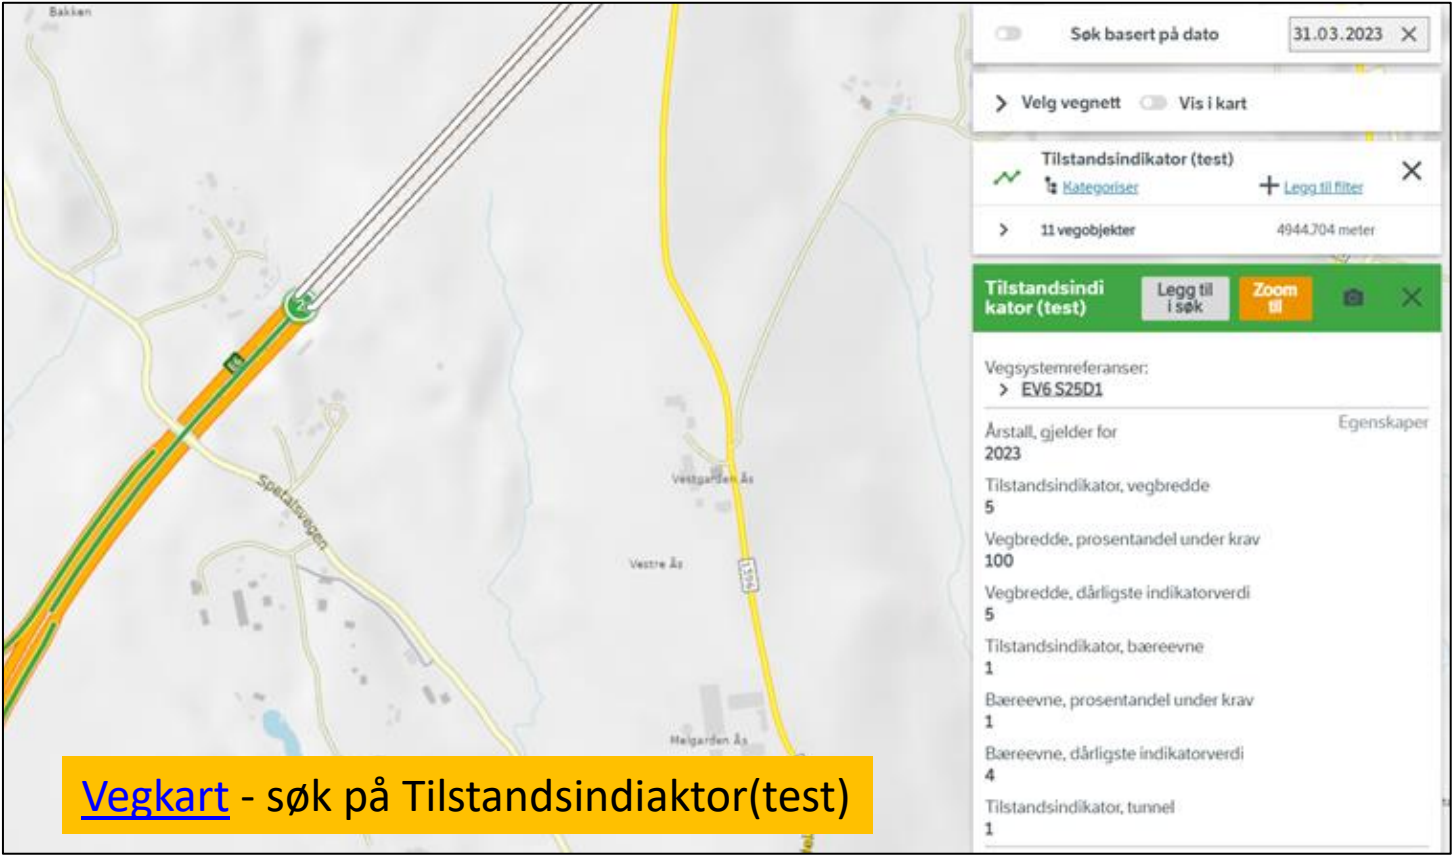 Bakken
Spetalsvegen
Vestgarden Ås
Vestre Ås
1396
Melgarden Ås
2
Vegkart - søk på Tilstandsindiaktor(test)
Søk basert på dato
31.03.2023
Velg vegnett
Vis i kart
Tilstandsindikator (test)
Kategoriser
Legg til filter
11 vegobjekter
4944.704 meter
Tilstandsindi
kator (test)
Legg til
i søk
Zoom
til
Vegsystemreferanser:
EV6 S25D1
Egenskaper
Årstall, gjelder for
2023
Tilstandsindikator, vegbredde
5
Vegbredde, prosentandel under krav
100
Vegbredde, dårligste indikatorverdi
5
Tilstandsindikator, bæreevne
1
Bæreevne, prosentandel under krav
1
Bæreevne, dårligste indikatorverdi
4
Tilstandsindikator, tunnel
1